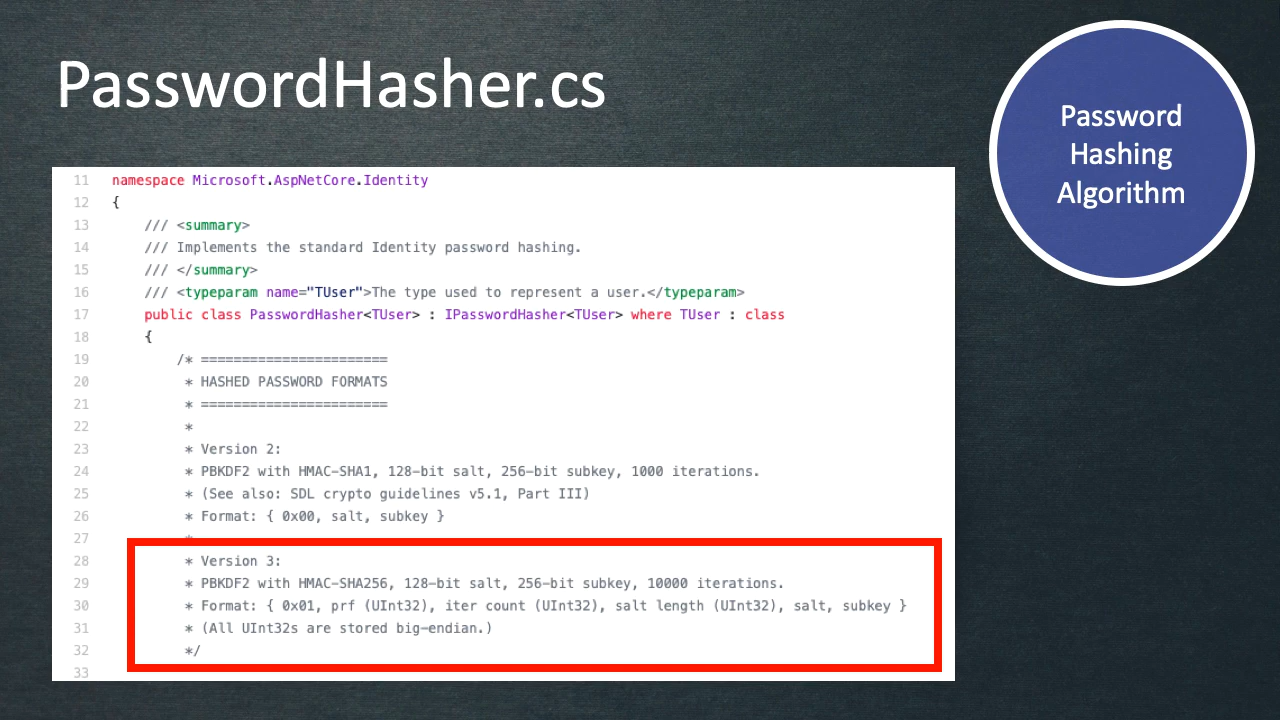 PasswordHasher.cs
Password
Hashing
Algorithm
11 namespace Microsoft.AspNetCore.Identity
12 {
13 /// <summary>
14 /// Implements the standard Identity password hashing.
15 /// </summary>
16 /// <typeparam name="TUser">The type used to represent a user.</typeparam>
17 public class PasswordHasher<TUser> : IPasswordHasher<TUser> where TUser : class
18 {
19 /* =======================
20 * HASHED PASSWORD FORMATS
21 * =======================
22 *
23 * Version 2:
24 * PBKDF2 with HMAC-SHA1, 128-bit salt, 256-bit subkey, 1000 iterations.
25 * (See also: SDL crypto guidelines v5.1, Part III)
26 * Format: { 0x00, salt, subkey }
27 *
28 * Version 3:
29 * PBKDF2 with HMAC-SHA256, 128-bit salt, 256-bit subkey, 10000 iterations.
30 * Format: { 0x01, prf (UInt32), iter count (UInt32), salt length (UInt32), salt, subkey }
31 * (All UInt32s are stored big-endian.)
32 */
33